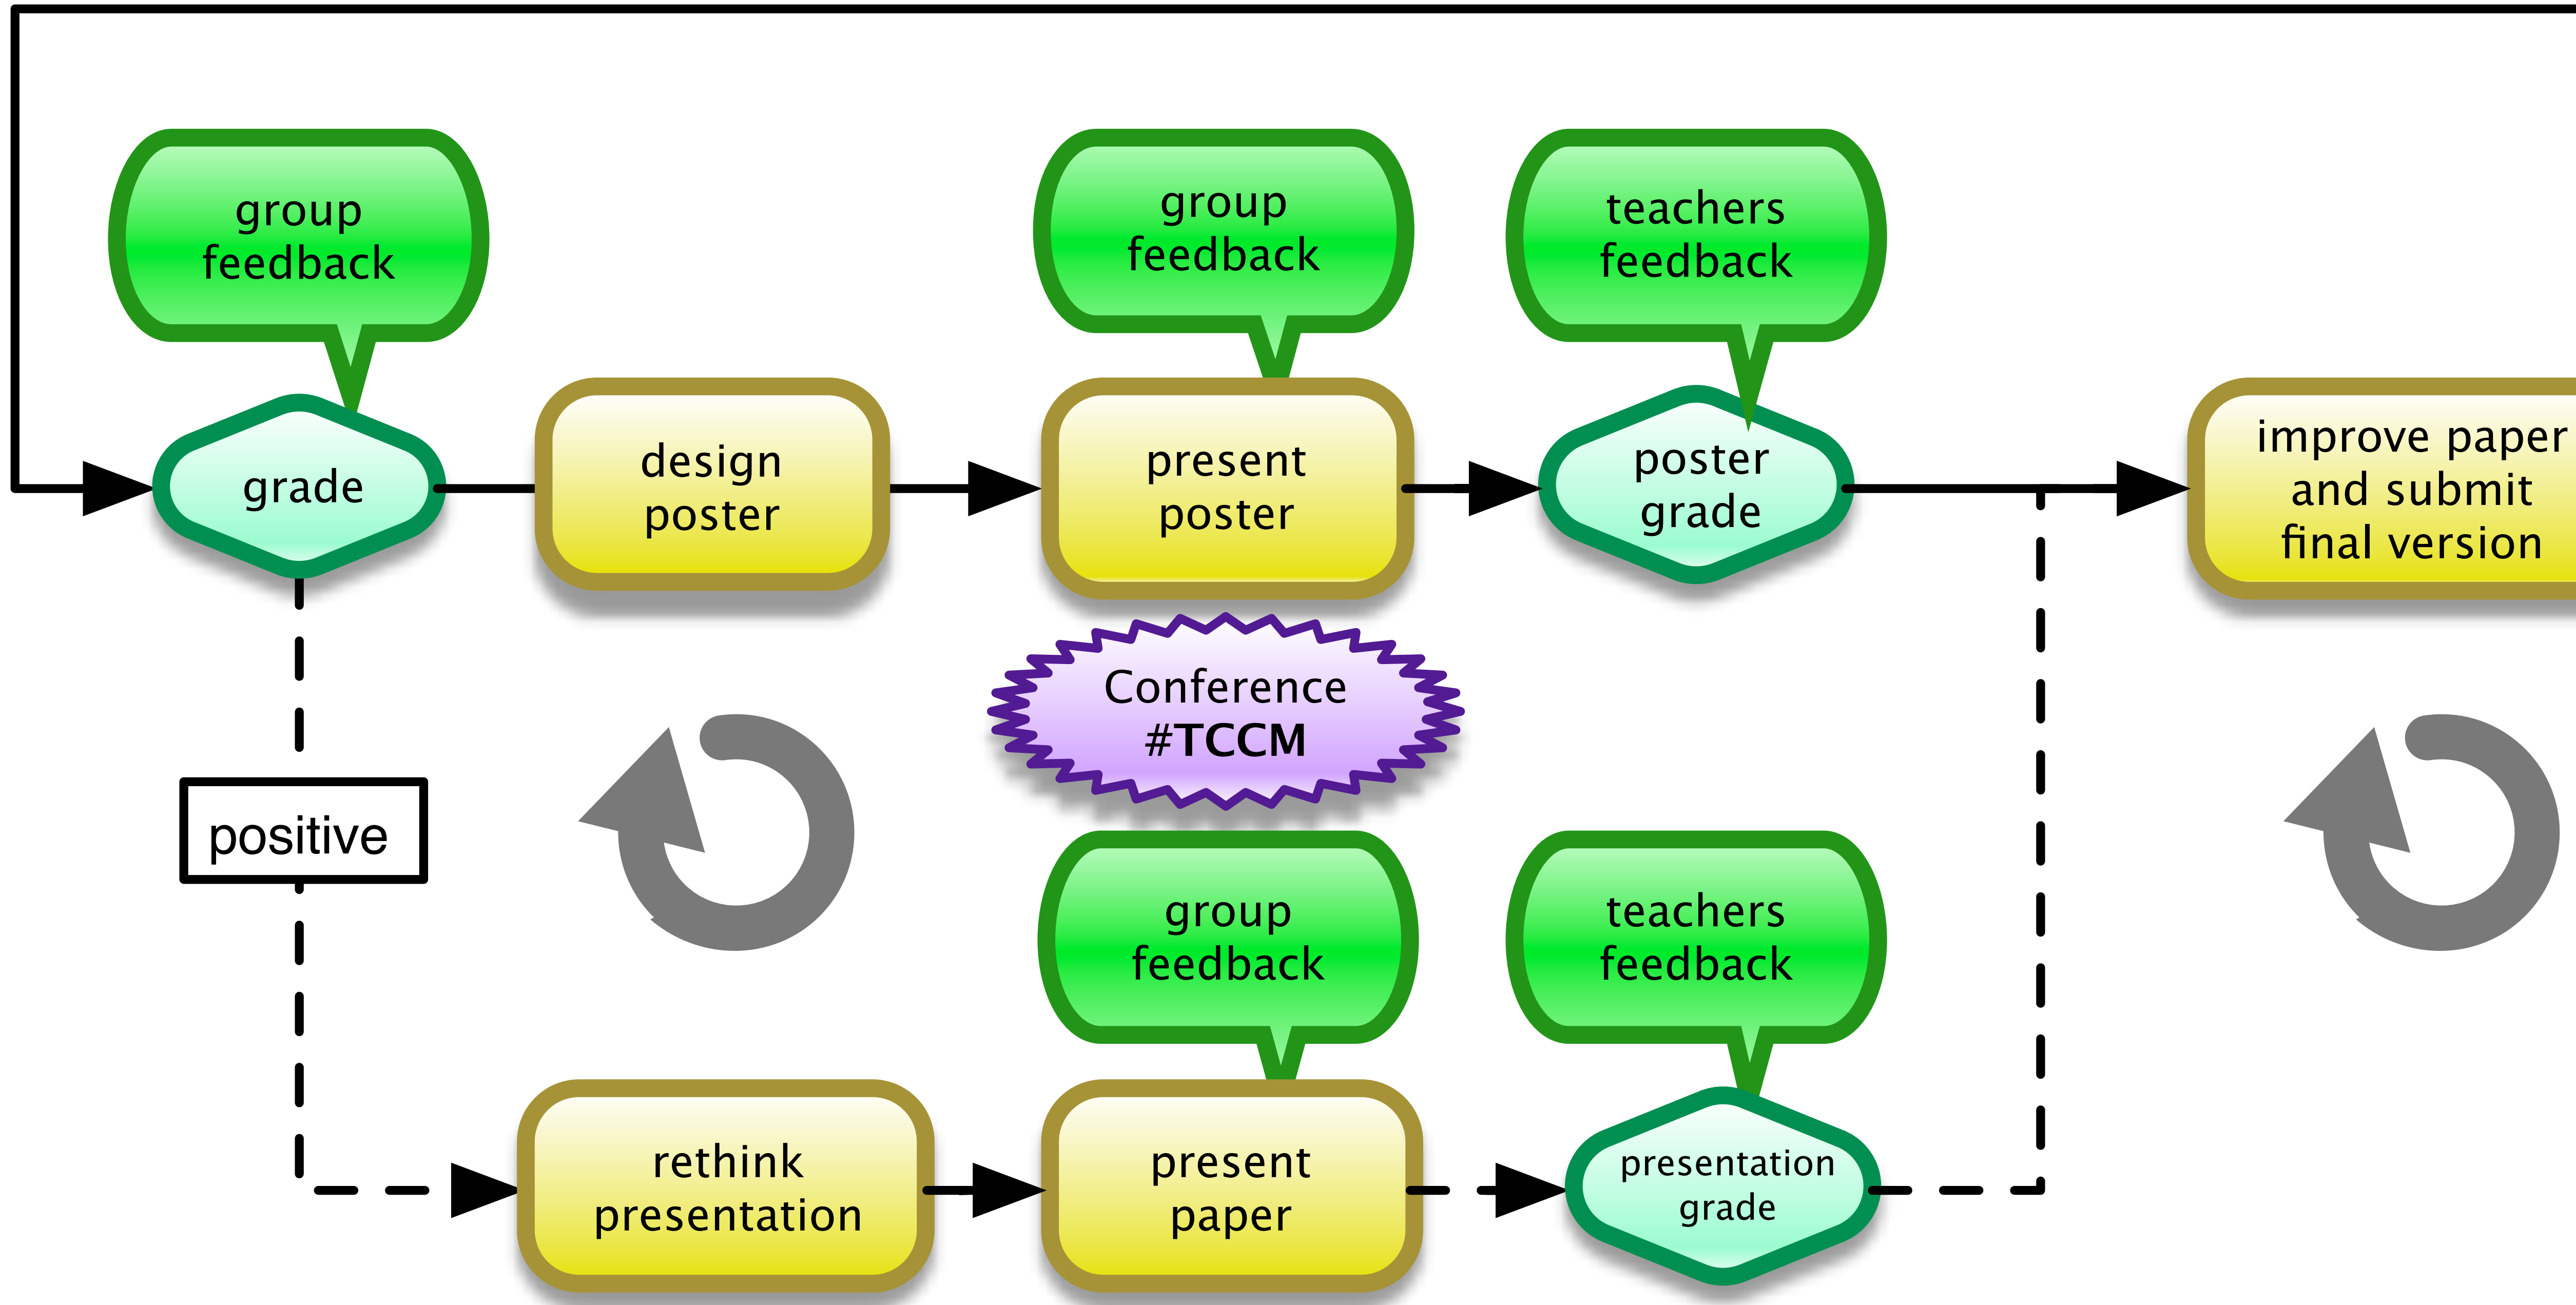 group
feedback
group
feedback
teachers
feedback
grade
design
poster
present
poster
poster
grade
improve paper
and submit
final version
Conference
#TCCM
positive
group
feedback
teachers
feedback
rethink
presentation
present
paper
presentation
grade